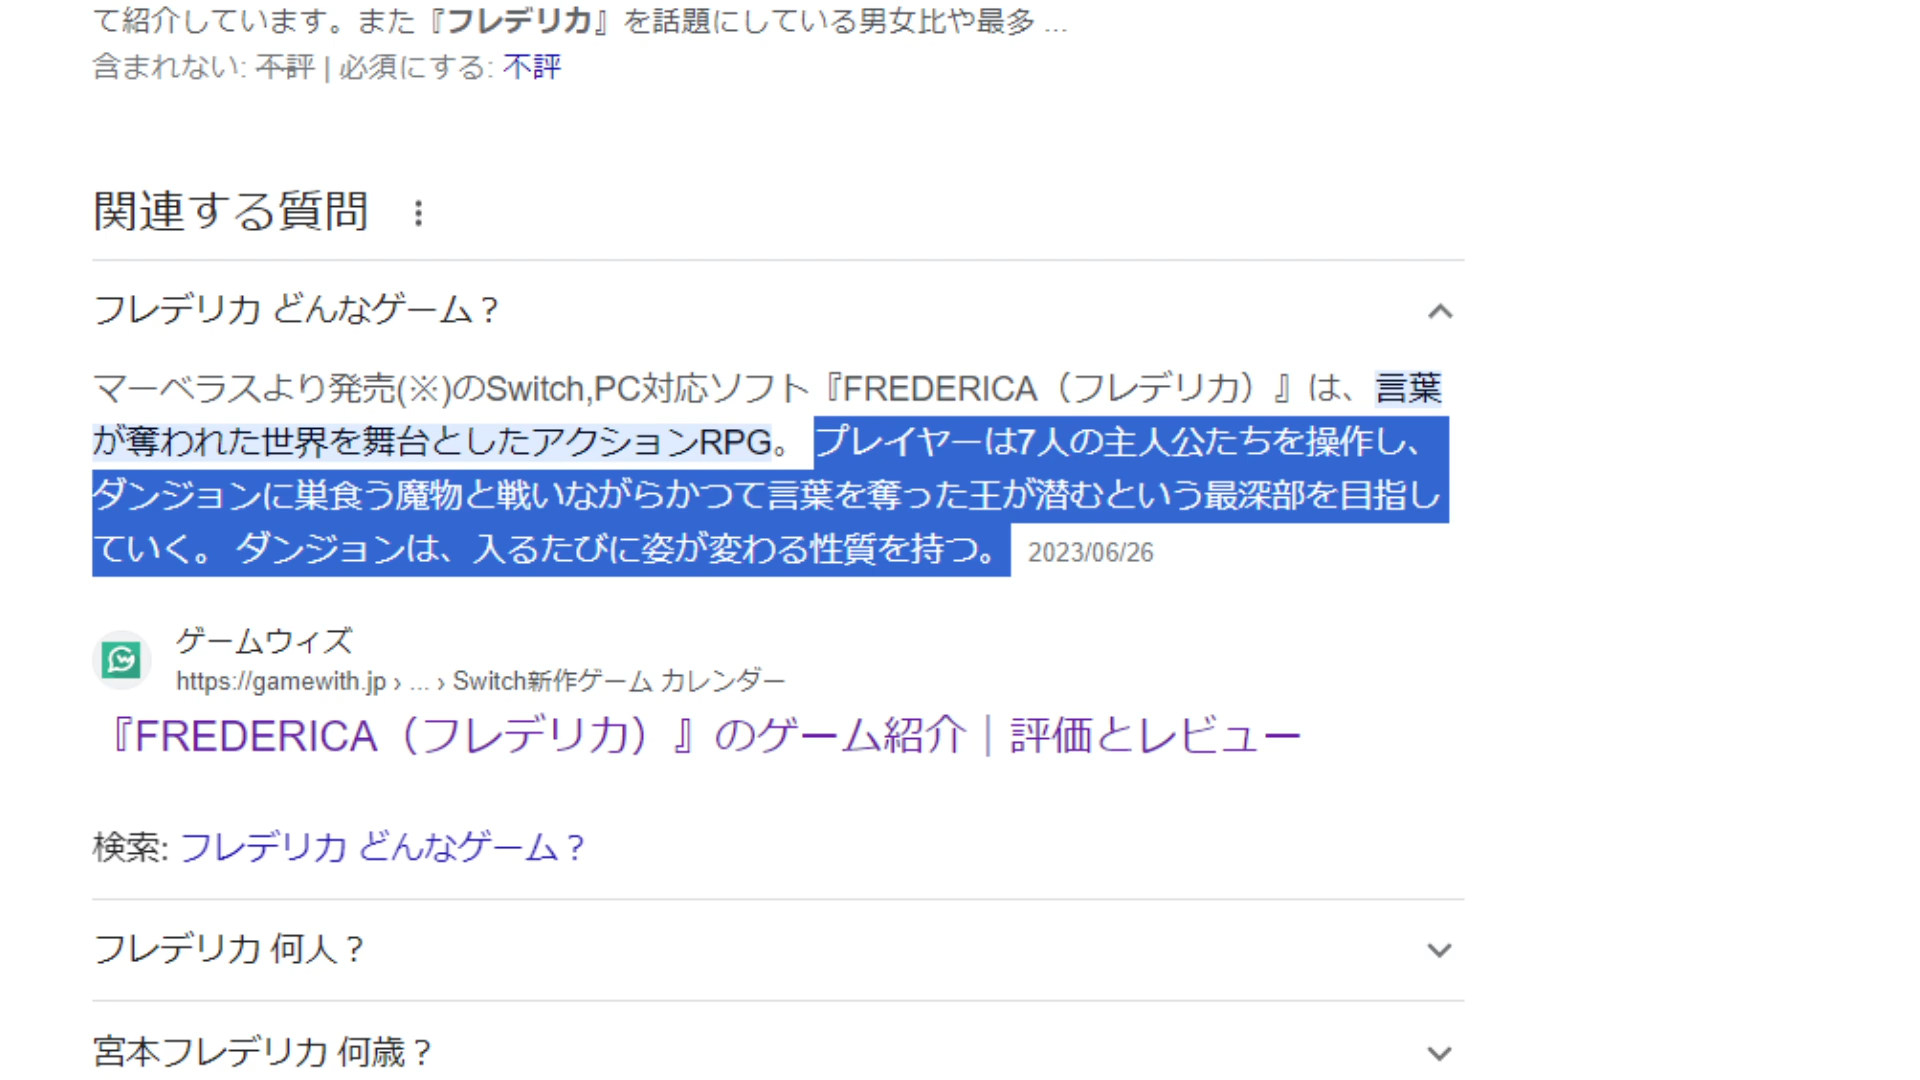 て紹介しています。また『フレデリカ』を話題にしている男女比や最多 ...
含まれない: 不評 | 必須にする: 不評
関連する質問
フレデリカ どんなゲーム？
マーベラスより発売(※)のSwitch,PC対応ソフト『FREDERICA（フレデリカ）』は、言葉
が奪われた世界を舞台としたアクションRPG。 プレイヤーは7人の主人公たちを操作し、
ダンジョンに巣食う魔物と戦いながらかつて言葉を奪った王が潜むという最深部を目指し
ていく。 ダンジョンは、入るたびに姿が変わる性質を持つ。 2023/06/26
ゲームウィズ
https://gamewith.jp › ... › Switch新作ゲーム カレンダー
『FREDERICA（フレデリカ）』のゲーム紹介｜評価とレビュー
検索: フレデリカ どんなゲーム？
フレデリカ 何人？
宮本フレデリカ 何歳？